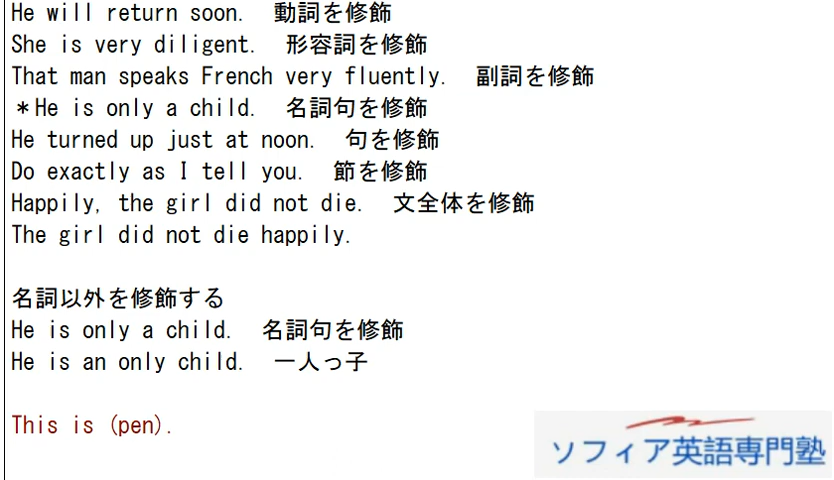 He will return soon.　動詞を修飾
She is very diligent.　形容詞を修飾
That man speaks French very fluently.　副詞を修飾
＊He is only a child.　名詞句を修飾
He turned up just at noon.　句を修飾
Do exactly as I tell you.　節を修飾
Happily, the girl did not die.　文全体を修飾
The girl did not die happily.
名詞以外を修飾する
He is only a child.　名詞句を修飾
He is an only child.　一人っ子
This is (pen).
ソフィア英語専門塾